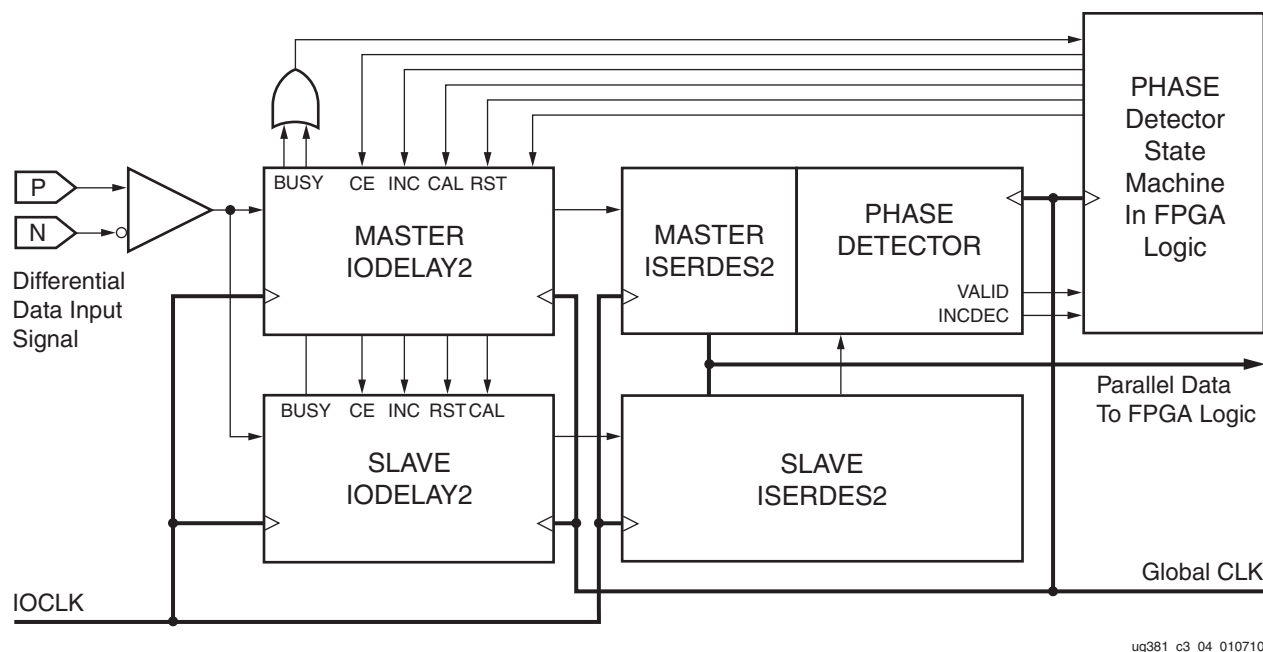 PHASE
Detector
State
Machine
In FPGA
Logic
BUSY CE INC CAL RST
P
N
MASTER
IODELAY2
MASTER
ISERDES2
PHASE
DETECTOR
Differential
Data Input
Signal
VALID
INCDEC
Parallel Data
To FPGA Logic
BUSY CE INC RST CAL
SLAVE
IODELAY2
SLAVE
ISERDES2
Global CLK
IOCLK
ug381_c3_04_010710